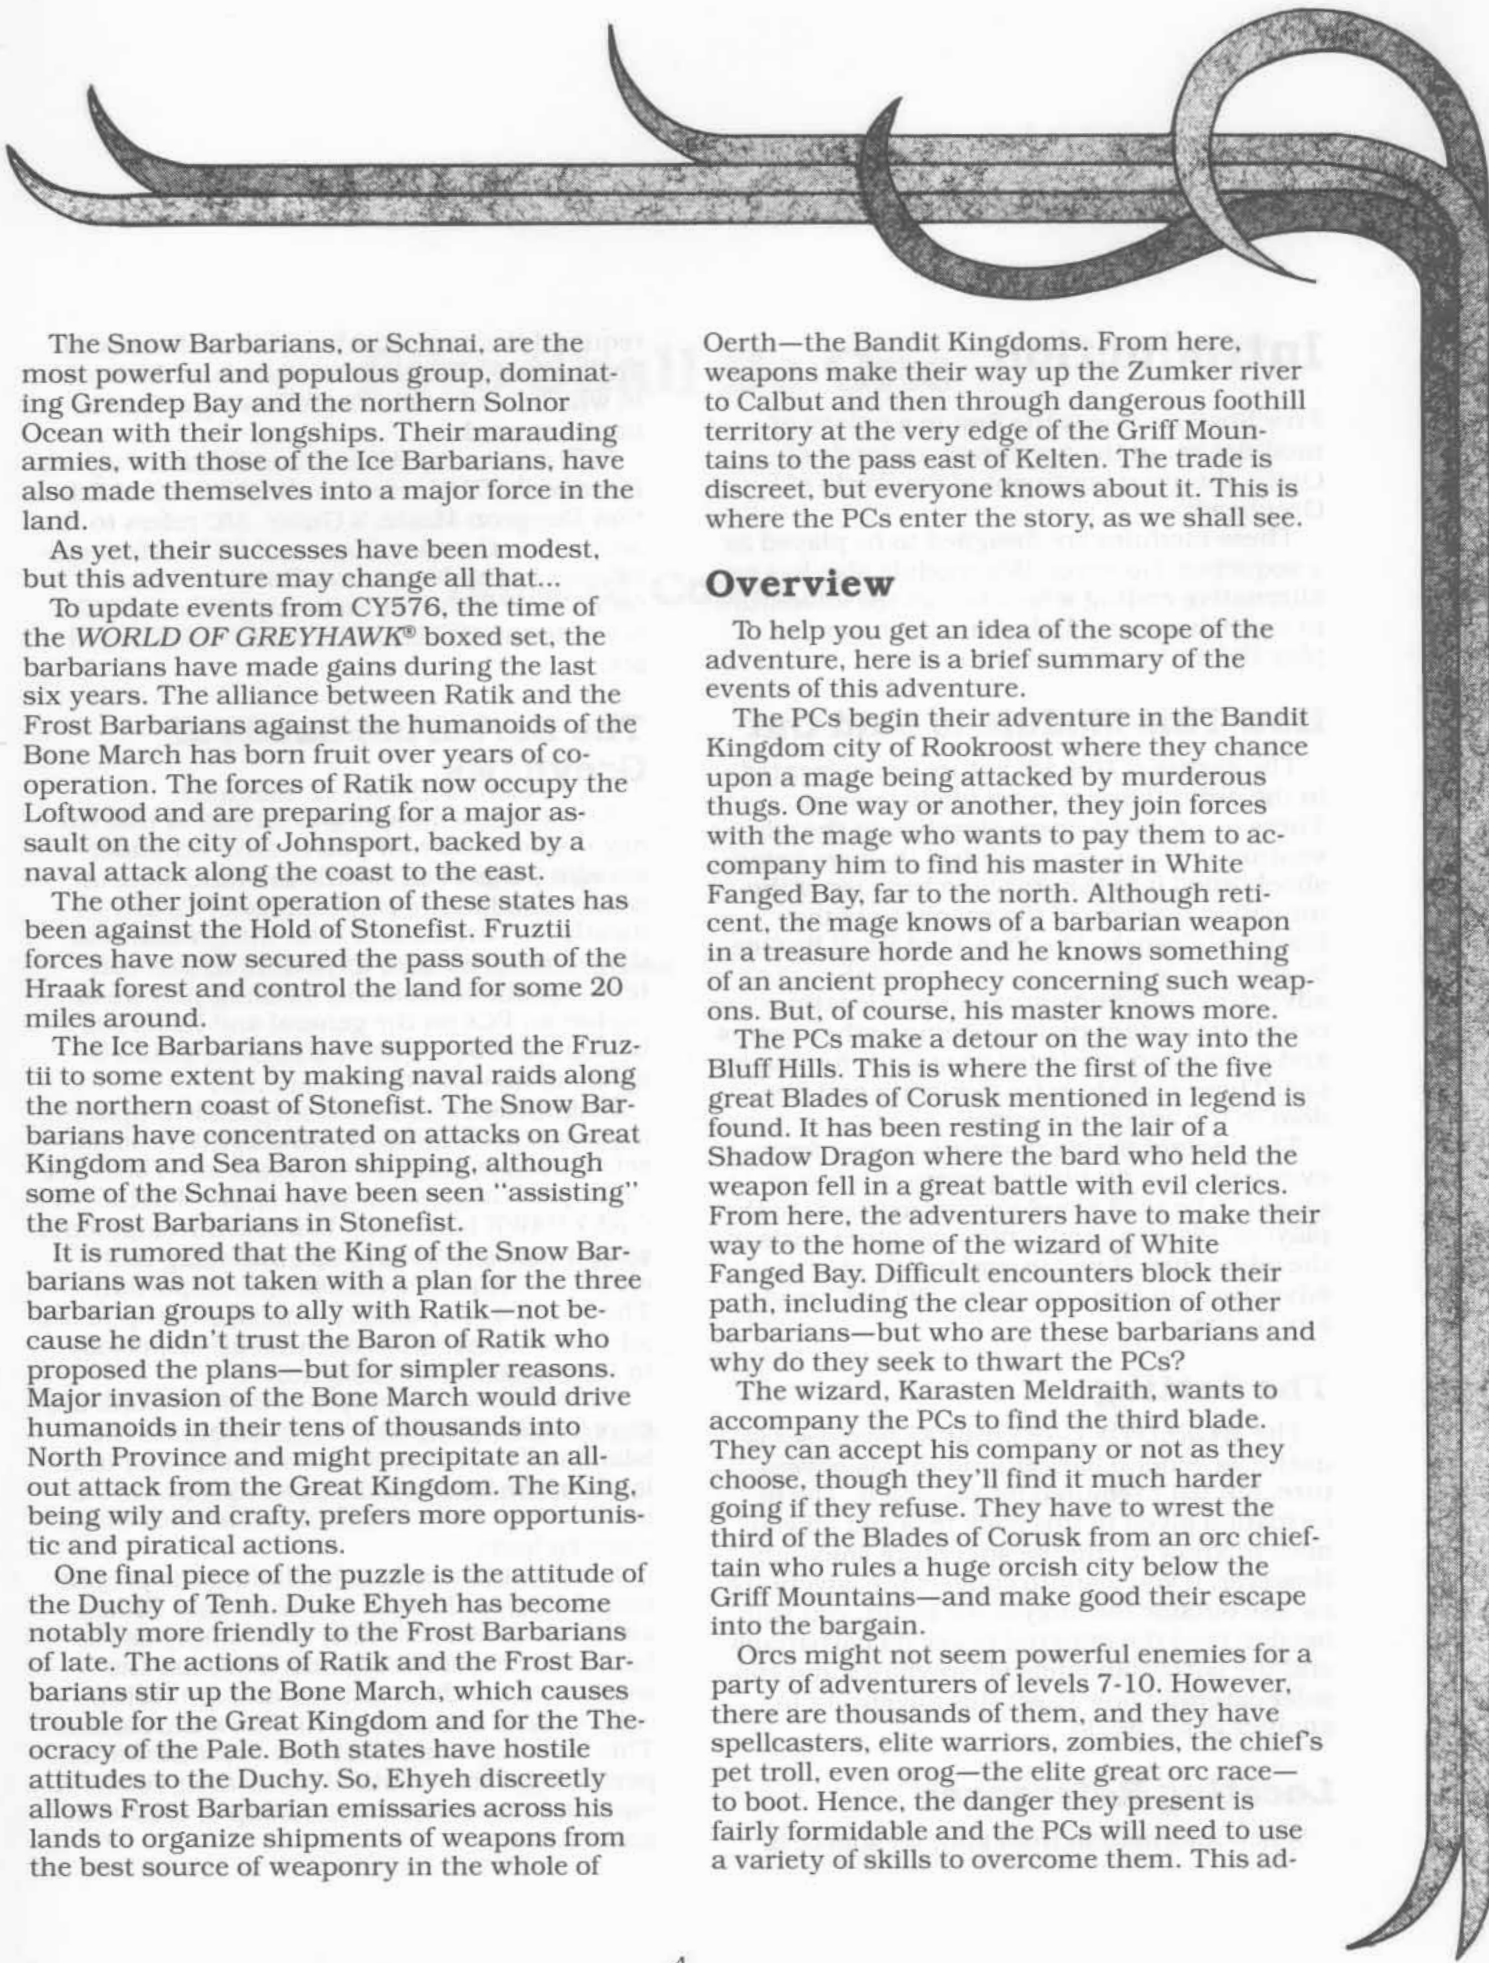 The Snow Barbarians, or Schnai, are the
most powerful and populous group, dominat-
ing Grendep Bay and the northern Solnor
Ocean with their longships. Their marauding
armies, with those of the Ice Barbarians, have
also made themselves into a major force in the
land.
As yet, their successes have been modest,
but this adventure may change all that...
To update events from CY576, the time of
the WORLD OF GREYHAWK® boxed set, the
barbarians have made gains during the last
six years. The alliance between Ratik and the
Frost Barbarians against the humanoids of the
Bone March has born fruit over years of co-
operation. The forces of Ratik now occupy the
Loftwood and are preparing for a major as-
sault on the city of Johnsport, backed by a
naval attack along the coast to the east.
The other joint operation of these states has
been against the Hold of Stonefist. Fruztii
forces have now secured the pass south of the
Hraak forest and control the land for some 20
miles around.
The Ice Barbarians have supported the Fruz-
tii to some extent by making naval raids along
the northern coast of Stonefist. The Snow Bar-
barians have concentrated on attacks on Great
Kingdom and Sea Baron shipping, although
some of the Schnai have been seen "assisting"
the Frost Barbarians in Stonefist.
It is rumored that the King of the Snow Bar-
barians was not taken with a plan for the three
barbarian groups to ally with Ratik—not be-
cause he didn't trust the Baron of Ratik who
proposed the plans—but for simpler reasons.
Major invasion of the Bone March would drive
humanoids in their tens of thousands into
North Province and might precipitate an all-
out attack from the Great Kingdom. The King,
being wily and crafty, prefers more opportunis-
tic and piratical actions.
One final piece of the puzzle is the attitude of
the Duchy of Tenh. Duke Ehyeh has become
notably more friendly to the Frost Barbarians
of late. The actions of Ratik and the Frost Bar-
barians stir up the Bone March, which causes
trouble for the Great Kingdom and for the The-
ocracy of the Pale. Both states have hostile
attitudes to the Duchy. So, Ehyeh discreetly
allows Frost Barbarian emissaries across his
lands to organize shipments of weapons from
the best source of weaponry in the whole of
Oerth—the Bandit Kingdoms. From here,
weapons make their way up the Zumker river
to Calbut and then through dangerous foothill
territory at the very edge of the Griff Moun-
tains to the pass east of Kelten. The trade is
discreet, but everyone knows about it. This is
where the PCs enter the story, as we shall see.
Overview
To help you get an idea of the scope of the
adventure, here is a brief summary of the
events of this adventure.
The PCs begin their adventure in the Bandit
Kingdom city of Rookroost where they chance
upon a mage being attacked by murderous
thugs. One way or another, they join forces
with the mage who wants to pay them to ac-
company him to find his master in White
Fanged Bay, far to the north. Although reti-
cent, the mage knows of a barbarian weapon
in a treasure horde and he knows something
of an ancient prophecy concerning such weap-
ons. But, of course, his master knows more.
The PCs make a detour on the way into the
Bluff Hills. This is where the first of the five
great Blades of Corusk mentioned in legend is
found. It has been resting in the lair of a
Shadow Dragon where the bard who held the
weapon fell in a great battle with evil clerics.
From here, the adventurers have to make their
way to the home of the wizard of White
Fanged Bay. Difficult encounters block their
path, including the clear opposition of other
barbarians—but who are these barbarians and
why do they seek to thwart the PCs?
The wizard, Karasten Meldraith, wants to
accompany the PCs to find the third blade.
They can accept his company or not as they
choose, though they'll find it much harder
going if they refuse. They have to wrest the
third of the Blades of Corusk from an orc chief-
tain who rules a huge orcish city below the
Griff Mountains—and make good their escape
into the bargain.
Orcs might not seem powerful enemies for a
party of adventurers of levels 7-10. However,
there are thousands of them, and they have
spellcasters, elite warriors, zombies, the chief's
pet troll, even orog—the elite great orc race—
to boot. Hence, the danger they present is
fairly formidable and the PCs will need to use
a variety of skills to overcome them. This ad-